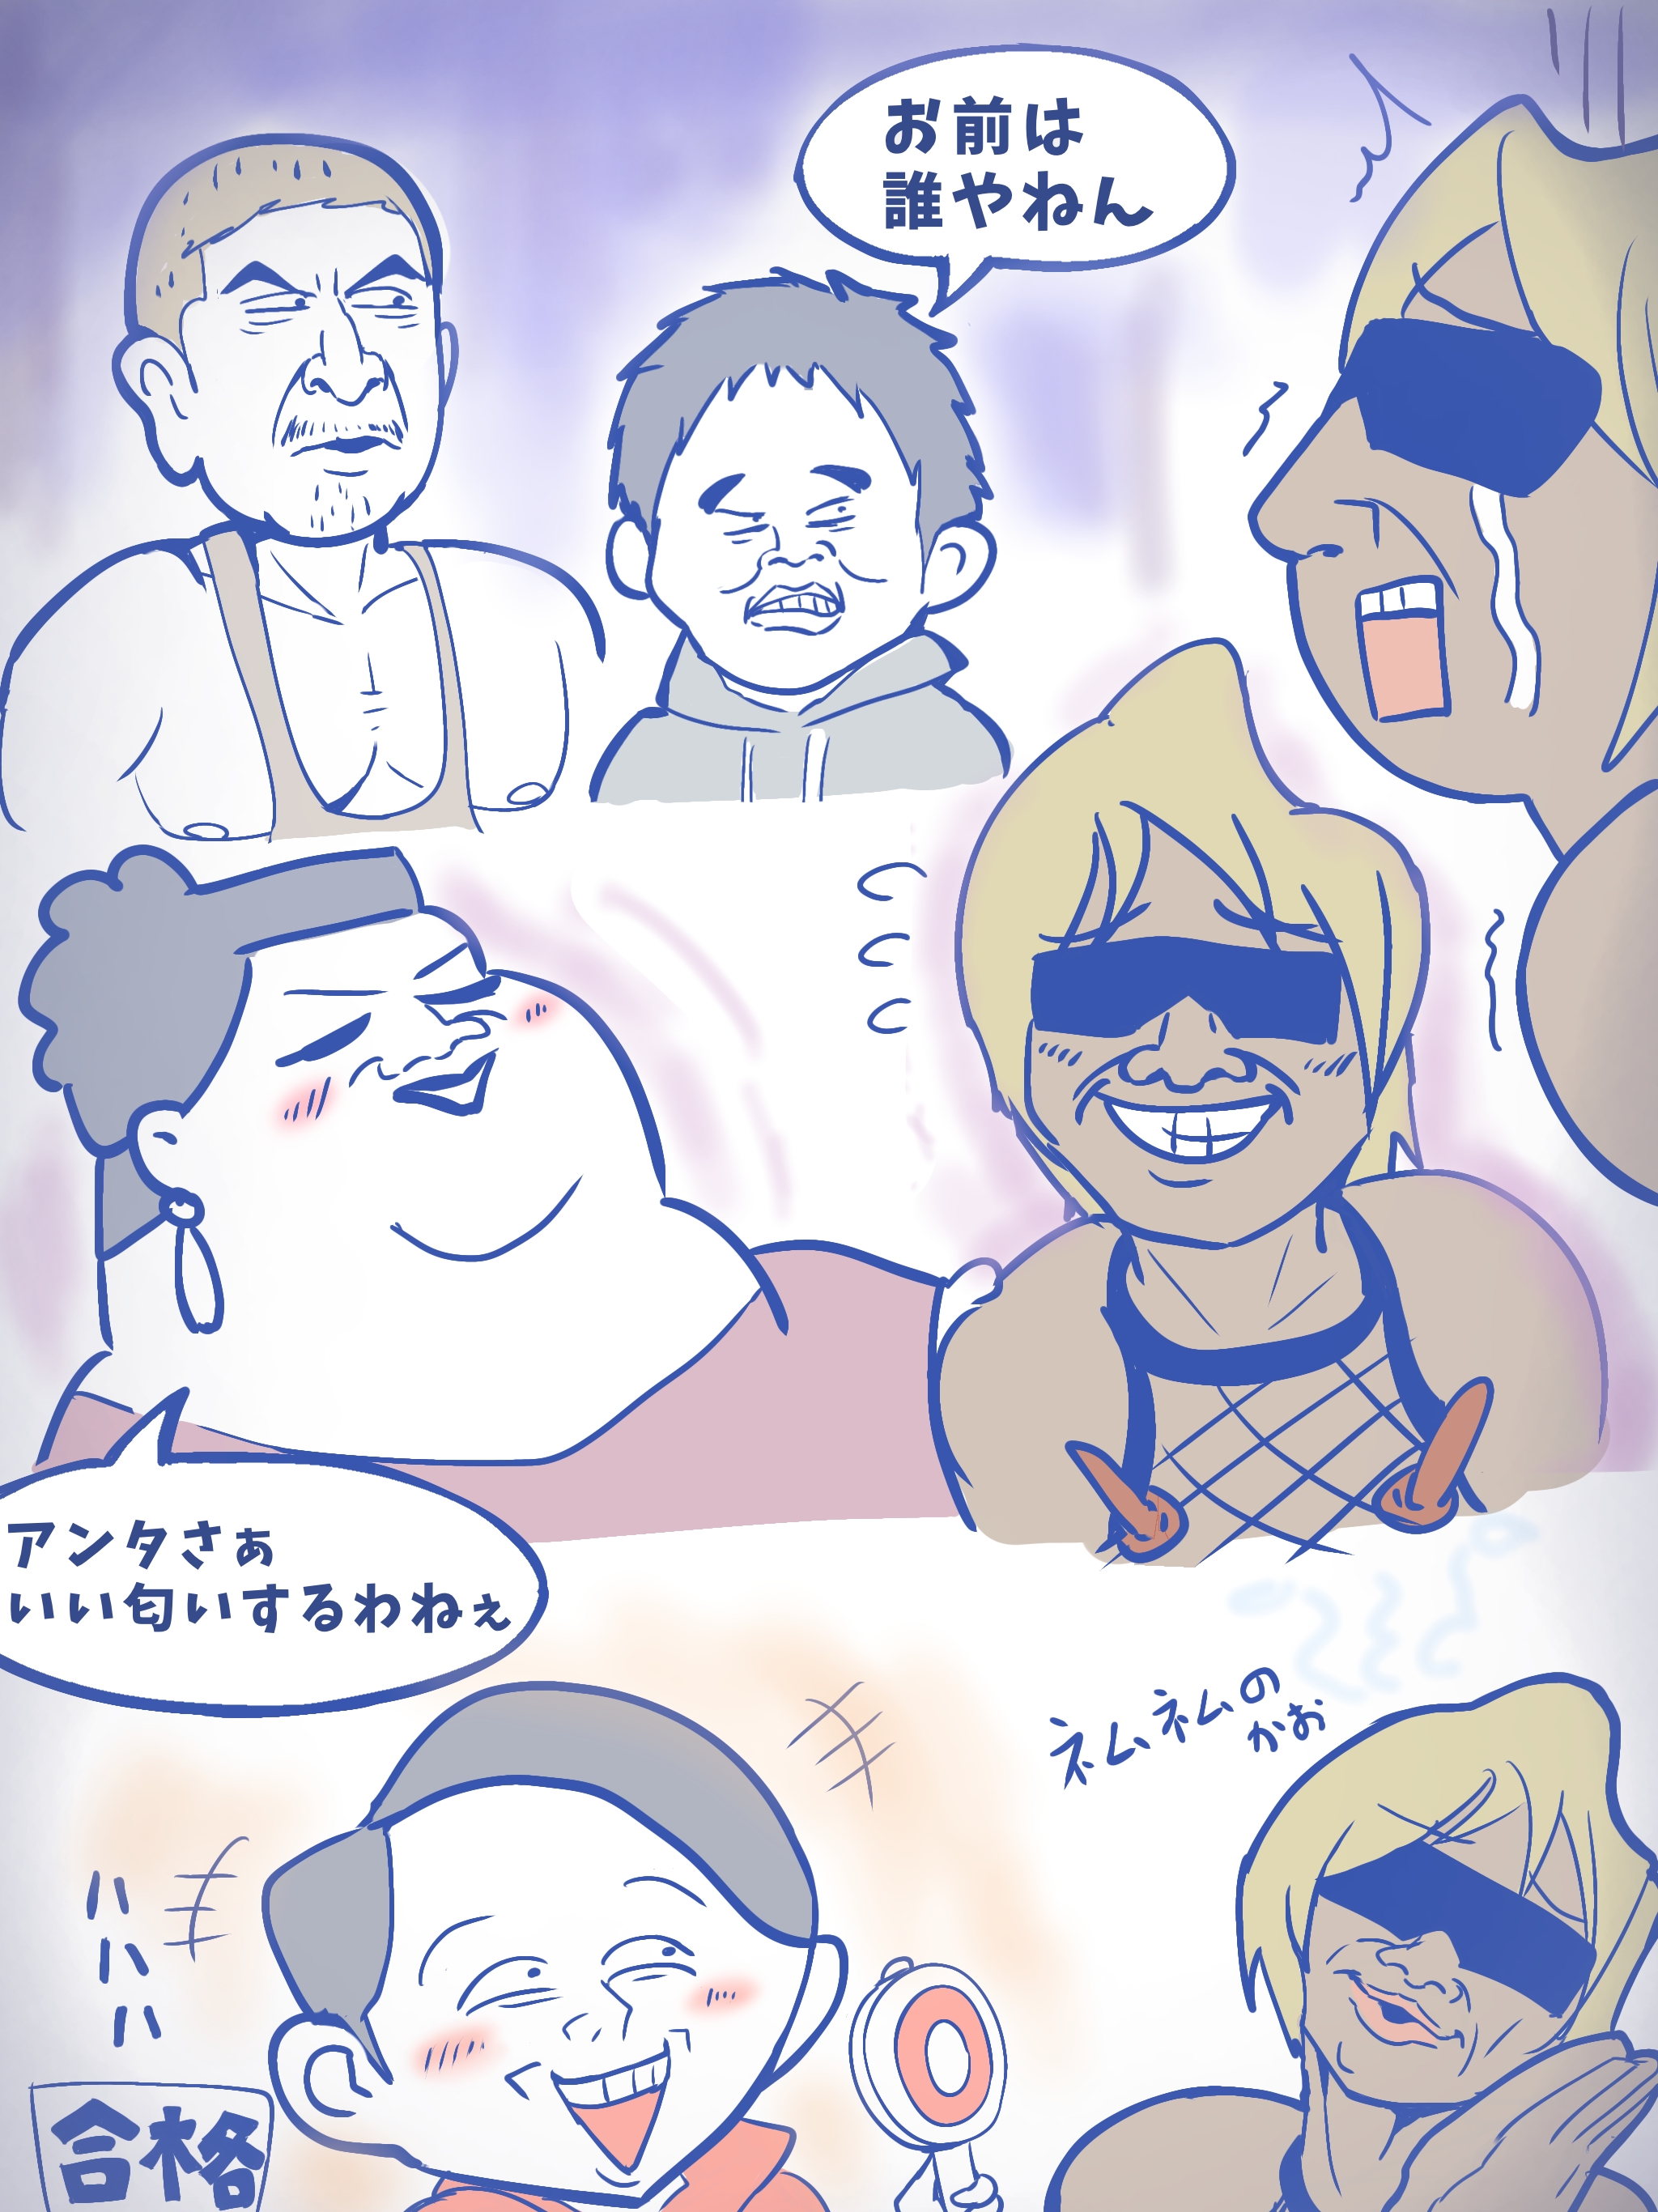 お前は
誰やねん
アンタさぁ
いい匂いするわねぇ
ネムネムの
かお
ハハハ
合格